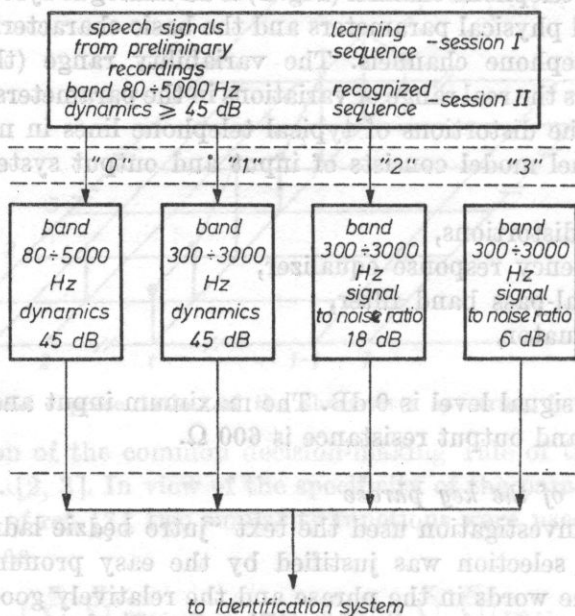 speech signals
from preliminary
recordings
band 80÷5000 Hz
dynamics ⩾ 45 dB
learning
sequence – session I
recognized
sequence – session II
"0" "1" "2" "3"
band
80÷5000
Hz
dynamics
45 dB
band
300÷3000
Hz
dynamics
45 dB
band
300÷3000
Hz
signal
to noise ratio
18 dB
band
300÷3000
Hz
signal
to noise ratio
6 dB
to identification system